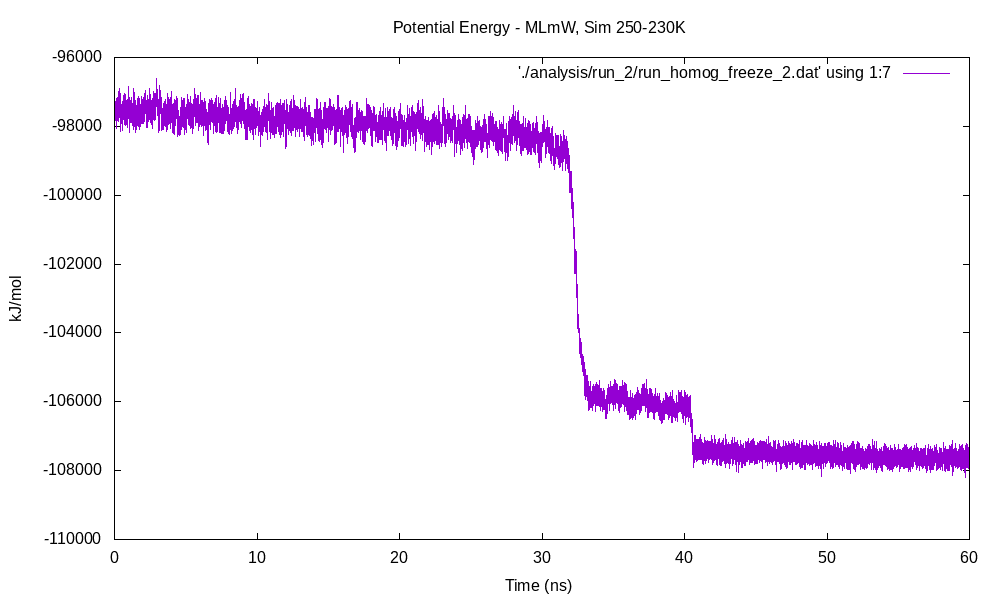 Potential Energy - MLmW, Sim 250-230K
'./analysis/run_2/run_homog_freeze_2.dat' using 1:7
-96000
-98000
-100000
-102000
-104000
-106000
-108000
-110000
kJ/mol
0 10 20 30 40 50 60
Time (ns)